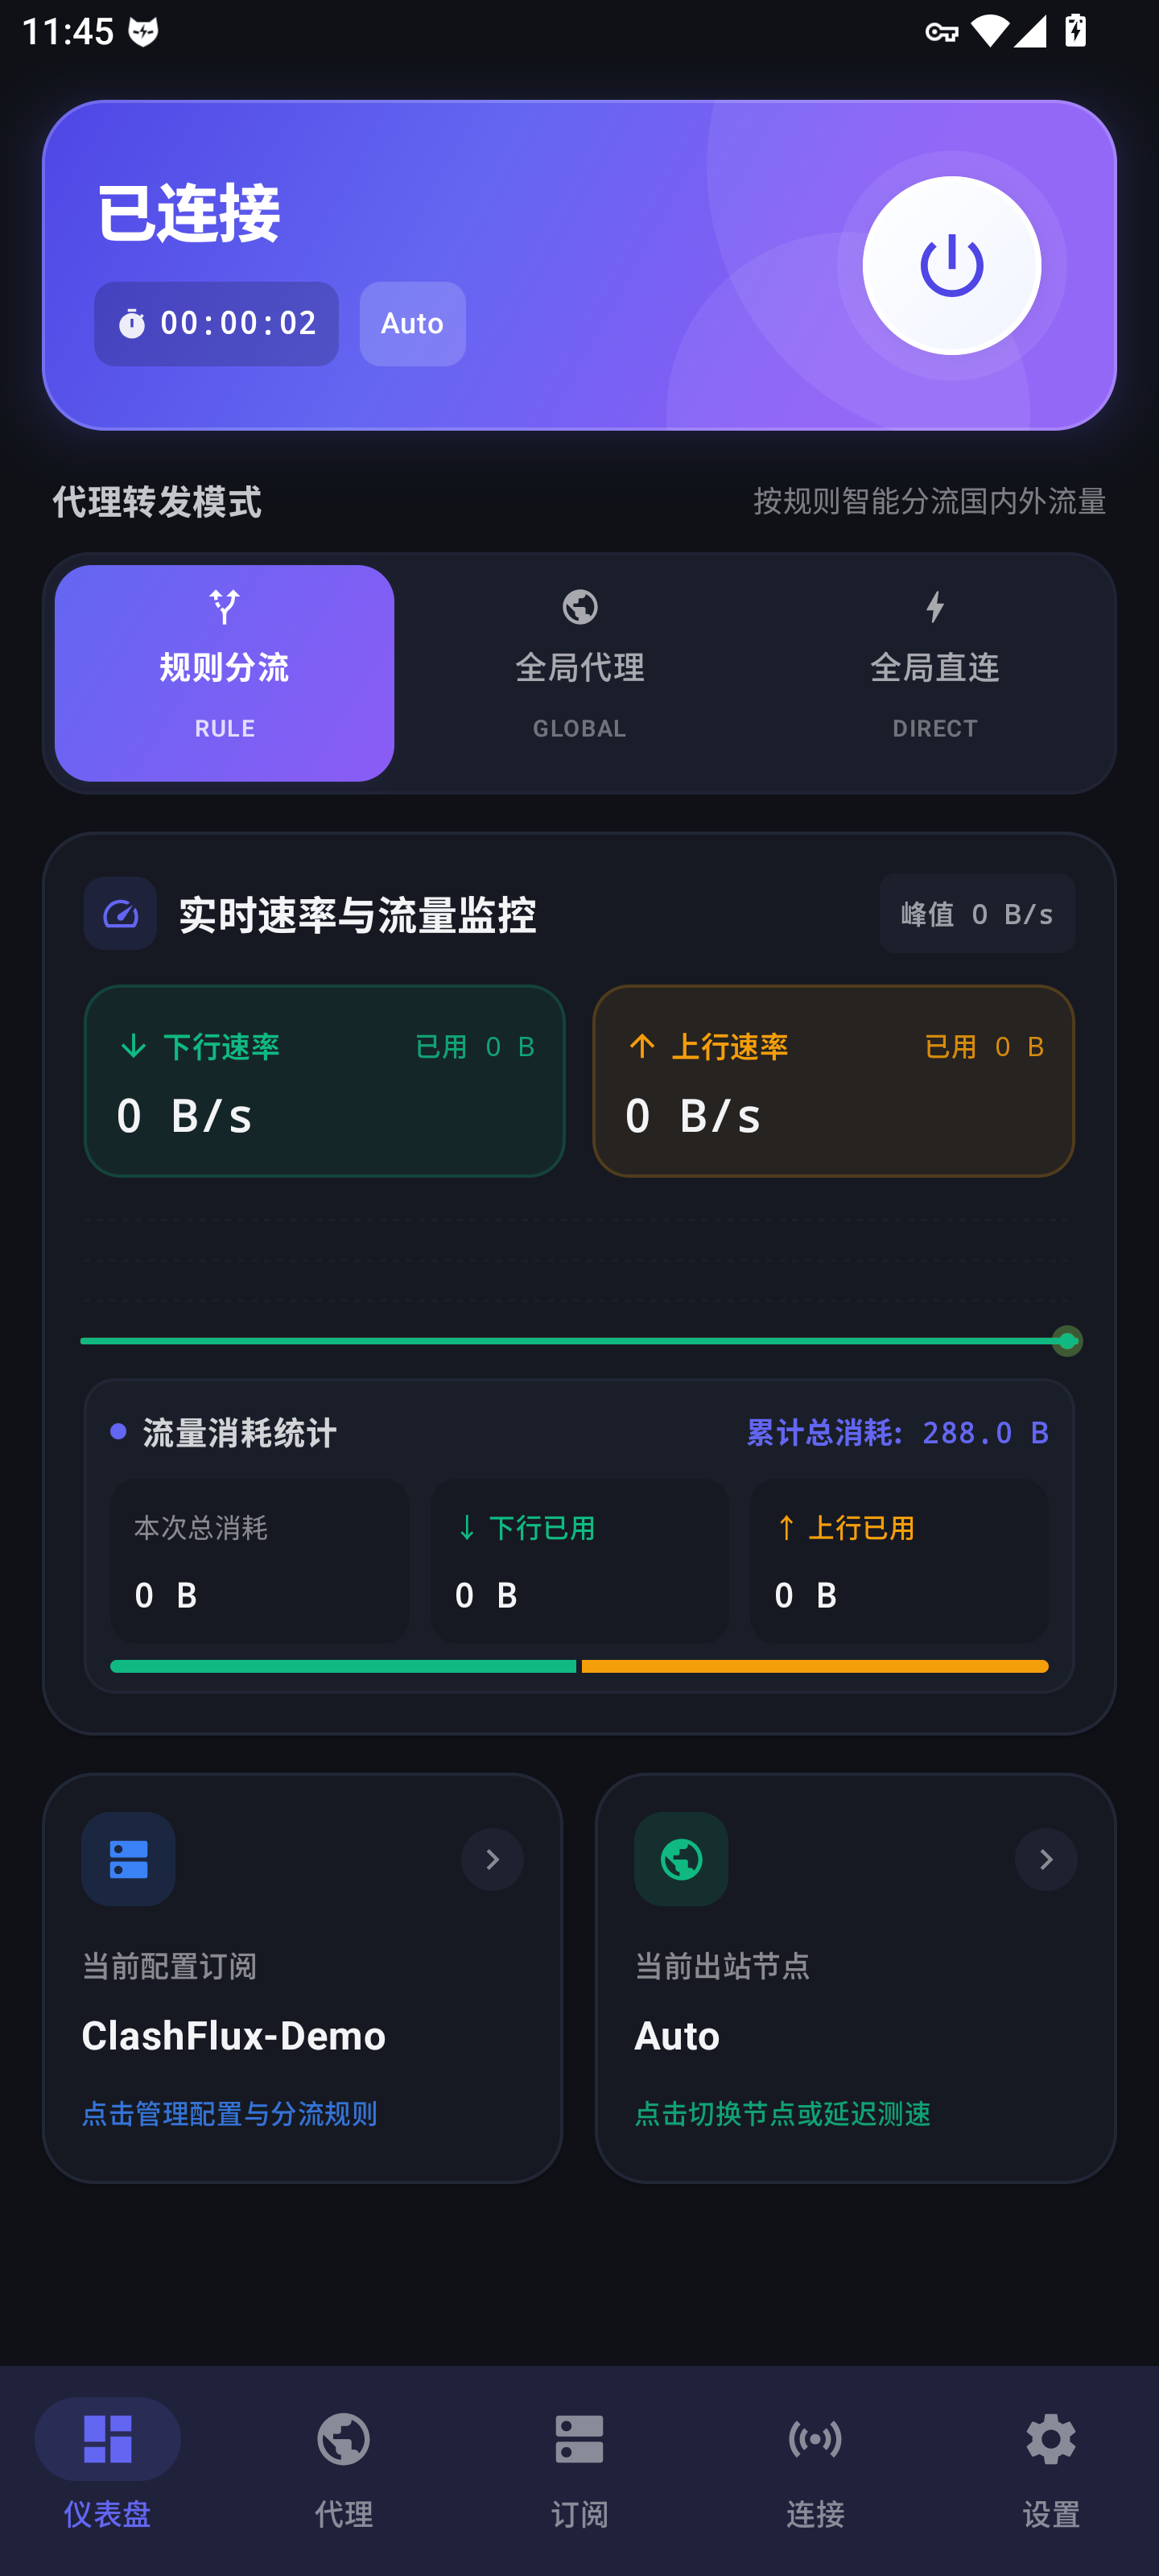 11:45
已连接
00:00:02 Auto
代理转发模式 按规则智能分流国内外流量
规则分流 全局代理 全局直连
RULE GLOBAL DIRECT
实时速率与流量监控 峰值 0 B/s
↓ 下行速率 已用 0 B ↑ 上行速率 已用 0 B
0 B/s 0 B/s
流量消耗统计 累计总消耗: 288.0 B
本次总消耗 ↓ 下行已用 ↑ 上行已用
0 B 0 B 0 B
当前配置订阅 当前出站节点
ClashFlux-Demo Auto
点击管理配置与分流规则 点击切换节点或延迟测速
仪表盘 代理 订阅 连接 设置